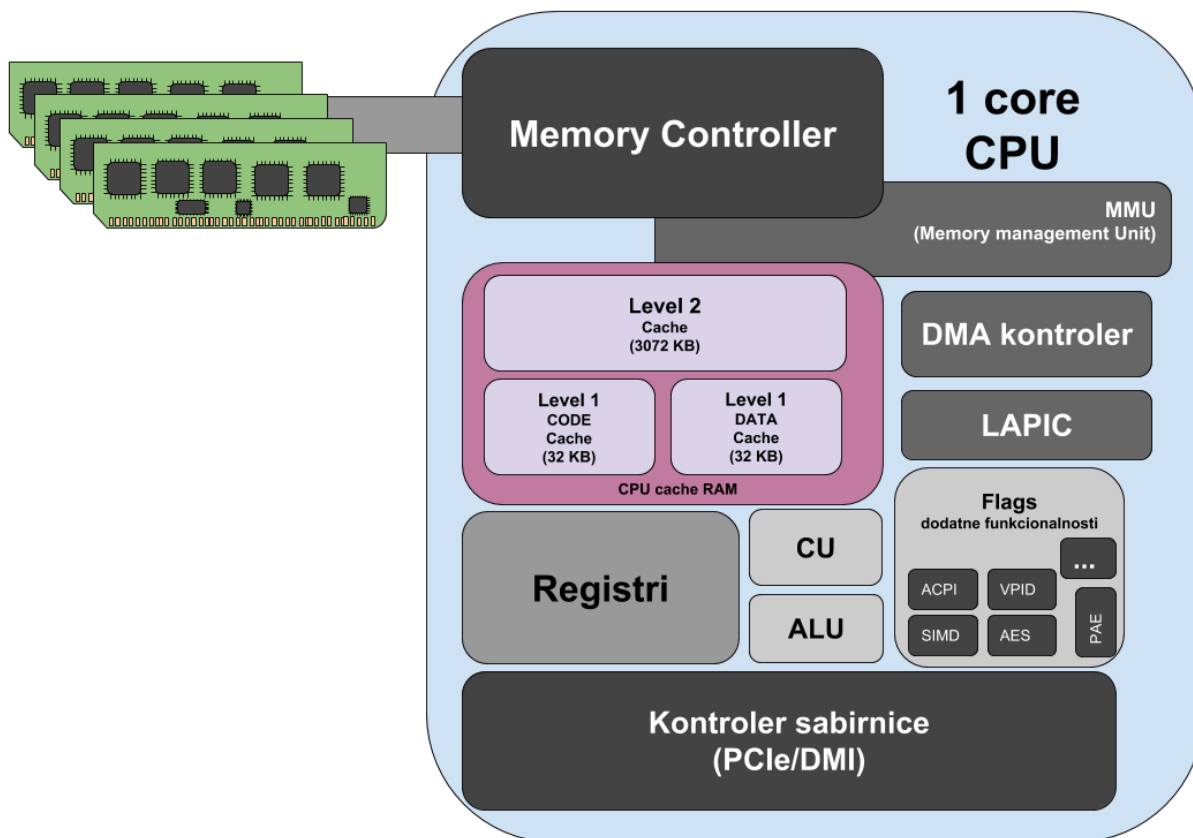 Memory Controller
1 core
CPU
MMU
(Memory management Unit)
Level 2
Cache
(3072 KB)
Level 1
CODE
Cache
(32 KB)
Level 1
DATA
Cache
(32 KB)
CPU cache RAM
DMA kontroler
LAPIC
Flags
dodatne funkcionalnosti
...
ACPI
VPID
SIMD
AES
PAE
Registri
CU
ALU
Kontroler sabirnice
(PCIe/DMI)